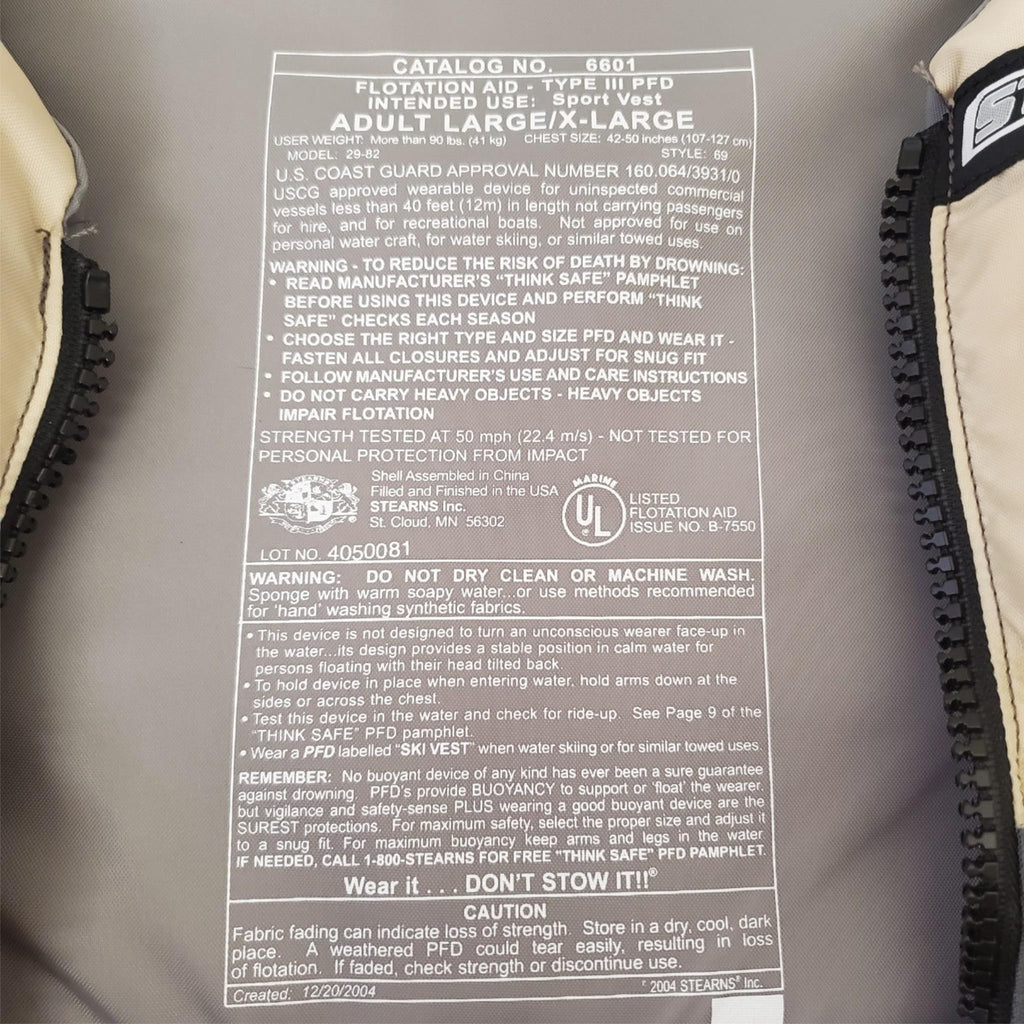 CATALOG NO. 6601
FLOTATION AID - TYPE III PFD
INTENDED USE: Sport Vest
ADULT LARGE/X-LARGE
USER WEIGHT: More than 90 lbs. (41 kg) CHEST SIZE: 42-50 inches (107-127 cm)
MODEL: 29-82 STYLE: 69
U.S. COAST GUARD APPROVAL NUMBER 160.064/3931/0
USCG approved wearable device for uninspected commercial
vessels less than 40 feet (12m) in length not carrying passengers
for hire, and for recreational boats. Not approved for use on
personal water craft, for water skiing, or similar towed uses.
WARNING - TO REDUCE THE RISK OF DEATH BY DROWNING:
• READ MANUFACTURER'S "THINK SAFE" PAMPHLET
BEFORE USING THIS DEVICE AND PERFORM "THINK
SAFE" CHECKS EACH SEASON
• CHOOSE THE RIGHT TYPE AND SIZE PFD AND WEAR IT -
FASTEN ALL CLOSURES AND ADJUST FOR SNUG FIT
• FOLLOW MANUFACTURER'S USE AND CARE INSTRUCTIONS
• DO NOT CARRY HEAVY OBJECTS - HEAVY OBJECTS
IMPAIR FLOTATION
STRENGTH TESTED AT 50 mph (22.4 m/s) - NOT TESTED FOR
PERSONAL PROTECTION FROM IMPACT
Shell Assembled in China
Filled and Finished in the USA
STEARNS Inc.
St. Cloud, MN 56302
MARINE
UL
LISTED
FLOTATION AID
ISSUE NO. B-7550
LOT NO. 4050081
WARNING: DO NOT DRY CLEAN OR MACHINE WASH.
Sponge with warm soapy water...or use methods recommended
for 'hand' washing synthetic fabrics.
• This device is not designed to turn an unconscious wearer face-up in
the water...its design provides a stable position in calm water for
persons floating with their head tilted back.
• To hold device in place when entering water, hold arms down at the
sides or across the chest.
• Test this device in the water and check for ride-up. See Page 9 of the
"THINK SAFE" PFD pamphlet.
• Wear a PFD labelled "SKI VEST" when water skiing or for similar towed uses.
REMEMBER: No buoyant device of any kind has ever been a sure guarantee
against drowning. PFD's provide BUOYANCY to support or 'float' the wearer,
but vigilance and safety-sense PLUS wearing a good buoyant device are the
SUREST protections. For maximum safety, select the proper size and adjust it
to a snug fit. For maximum buoyancy keep arms and legs in the water.
IF NEEDED, CALL 1-800-STEARNS FOR FREE "THINK SAFE" PFD PAMPHLET.
Wear it . . . DON'T STOW IT!!®
CAUTION
Fabric fading can indicate loss of strength. Store in a dry, cool, dark
place. A weathered PFD could tear easily, resulting in loss
of flotation. If faded, check strength or discontinue use.
Created: 12/20/2004 © 2004 STEARNS® Inc.